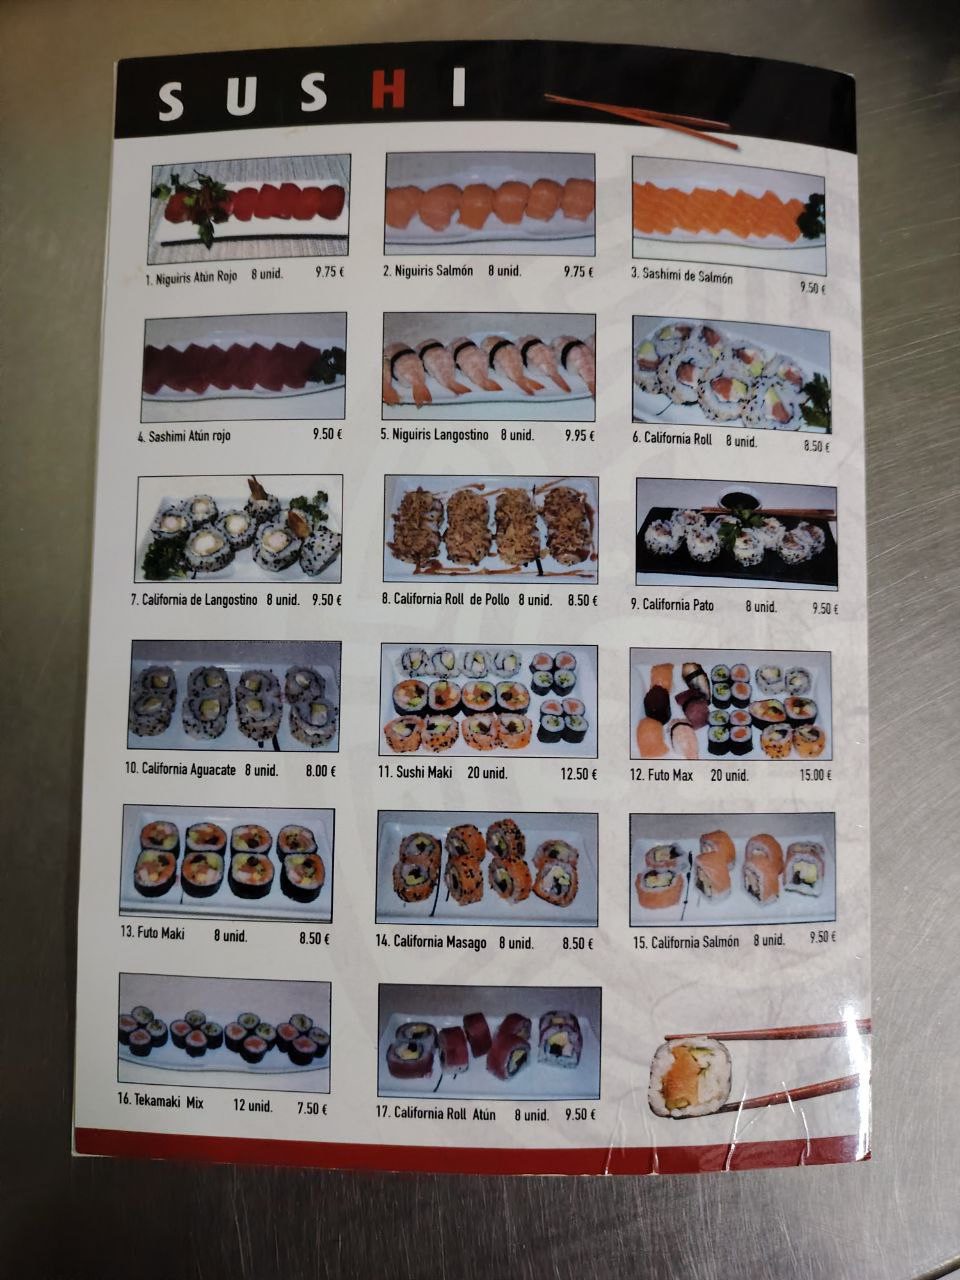 SUSHI
1. Niguiris Atún Rojo 8 unid. 9.75 €
2. Niguiris Salmón 8 unid. 9.75 €
3. Sashimi de Salmón 9.50 €
4. Sashimi Atún rojo 9.50 €
5. Niguiris Langostino 8 unid. 9.95 €
6. California Roll 8 unid. 8.50 €
7. California de Langostino 8 unid. 9.50 €
8. California Roll de Pollo 8 unid. 8.50 €
9. California Pato 8 unid. 9.50 €
10. California Aguacate 8 unid. 8.00 €
11. Sushi Maki 20 unid. 12.50 €
12. Futo Max 20 unid. 15.00 €
13. Futo Maki 8 unid. 8.50 €
14. California Masago 8 unid. 8.50 €
15. California Salmón 8 unid. 9.50 €
16. Tekamaki Mix 12 unid. 7.50 €
17. California Roll Atún 8 unid. 9.50 €